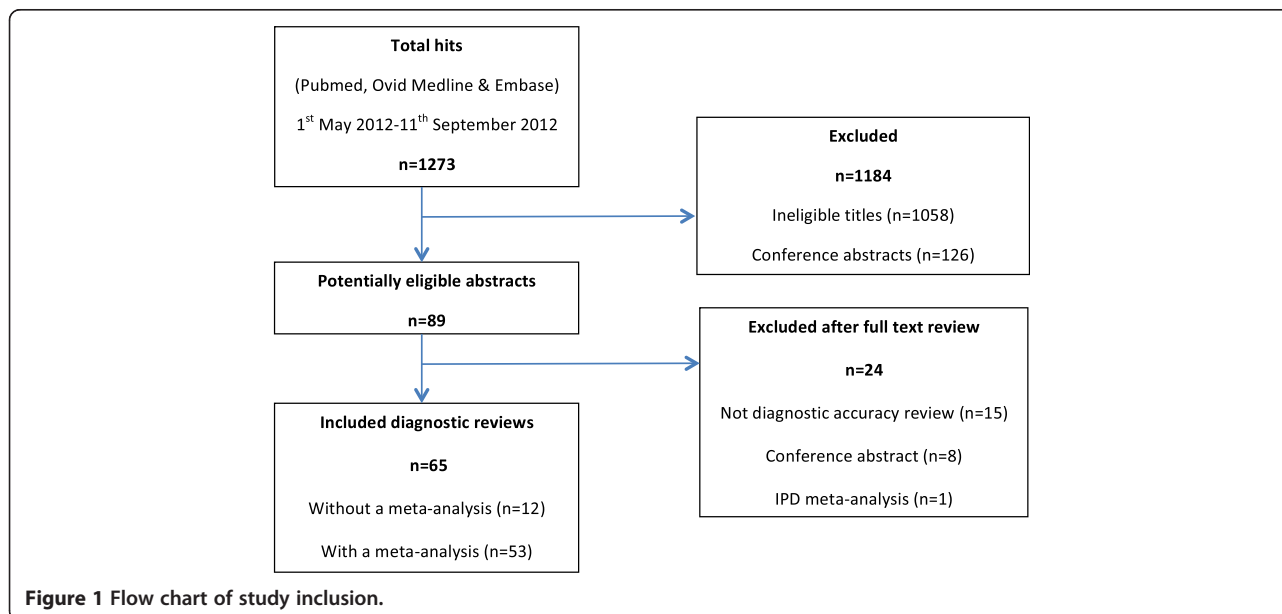 Total hits
(Pubmed, Ovid Medline & Embase)
1st May 2012-11th September 2012
n=1273
Excluded
n=1184
Ineligible titles (n=1058)
Conference abstracts (n=126)
Potentially eligible abstracts
n=89
Excluded after full text review
n=24
Not diagnostic accuracy review (n=15)
Conference abstract (n=8)
IPD meta-analysis (n=1)
Included diagnostic reviews
n=65
Without a meta-analysis (n=12)
With a meta-analysis (n=53)
Figure 1 Flow chart of study inclusion.